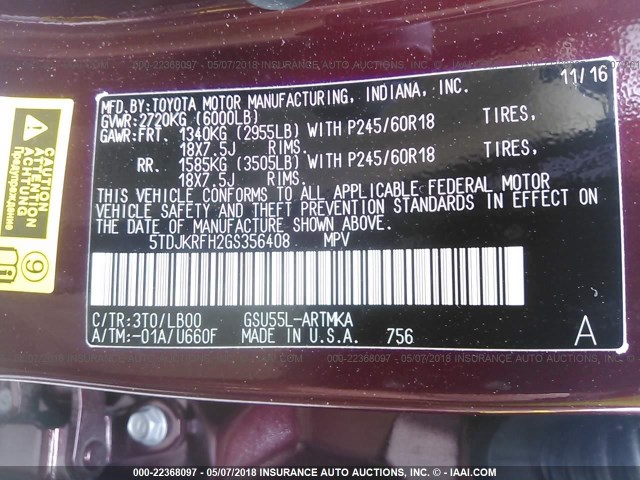 000-22368097 - 05/07/2018 - INSURANCE AUTO AUCTIONS, INC. - © IAAI.COM
11/16
MFD.BY:TOYOTA MOTOR MANUFACTURING, INDIANA, INC.
GVWR:2720KG (6000LB)
GAWR:FRT. 1340KG (2955LB) WITH P245/60R18 TIRES,
18X7.5J RIMS.
RR. 1585KG (3505LB) WITH P245/60R18 TIRES,
18X7.5J RIMS.
THIS VEHICLE CONFORMS TO ALL APPLICABLE FEDERAL MOTOR
VEHICLE SAFETY AND THEFT PREVENTION STANDARDS IN EFFECT ON
THE DATE OF MANUFACTURE SHOWN ABOVE.
5TDJKRFH2GS356408 MPV
C/TR:3T0/LB00 GSU55L-ARTMKA
A/TM:-01A/U660F MADE IN U.S.A. 756 A
CAUTION
ATTENTION
ACHTUNG
Предупреждение
9
000-22368097 - 05/07/2018 - INSURANCE AUTO AUCTIONS, INC. - © IAAI.COM